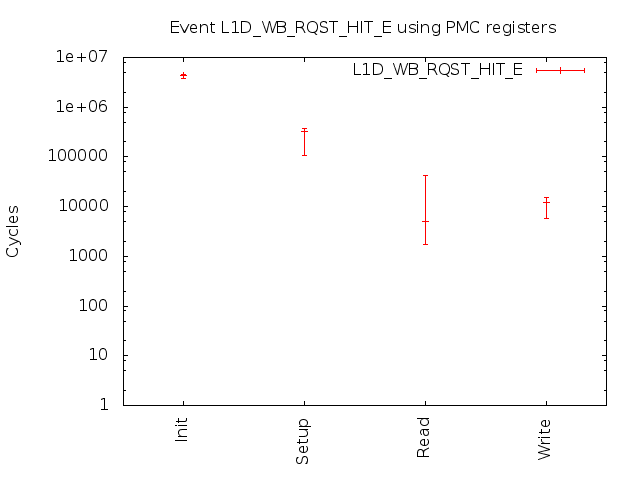 Event L1D_WB_RQST_HIT_E using PMC registers
L1D_WB_RQST_HIT_E
1e+07
1e+06
100000
10000
1000
100
10
1
Cycles
Init
Setup
Read
Write